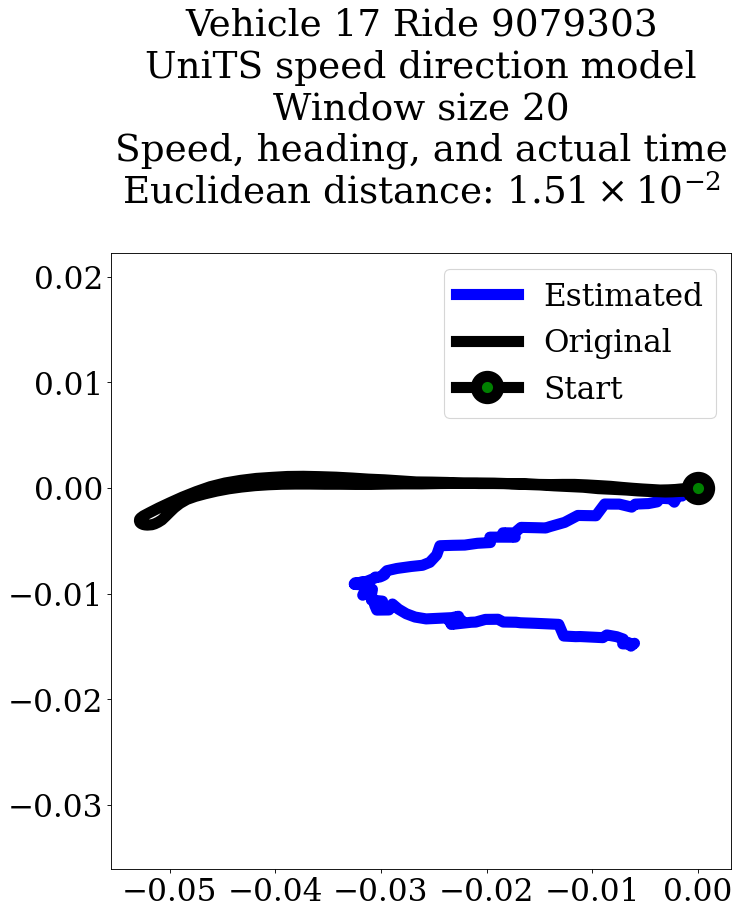 Vehicle 17 Ride 9079303
UniTS speed direction model
Window size 20
Speed, heading, and actual time
Euclidean distance: 1.51 × 10⁻²
Estimated
Original
Start
0.02
0.01
0.00
−0.01
−0.02
−0.03
−0.05 −0.04 −0.03 −0.02 −0.01 0.00